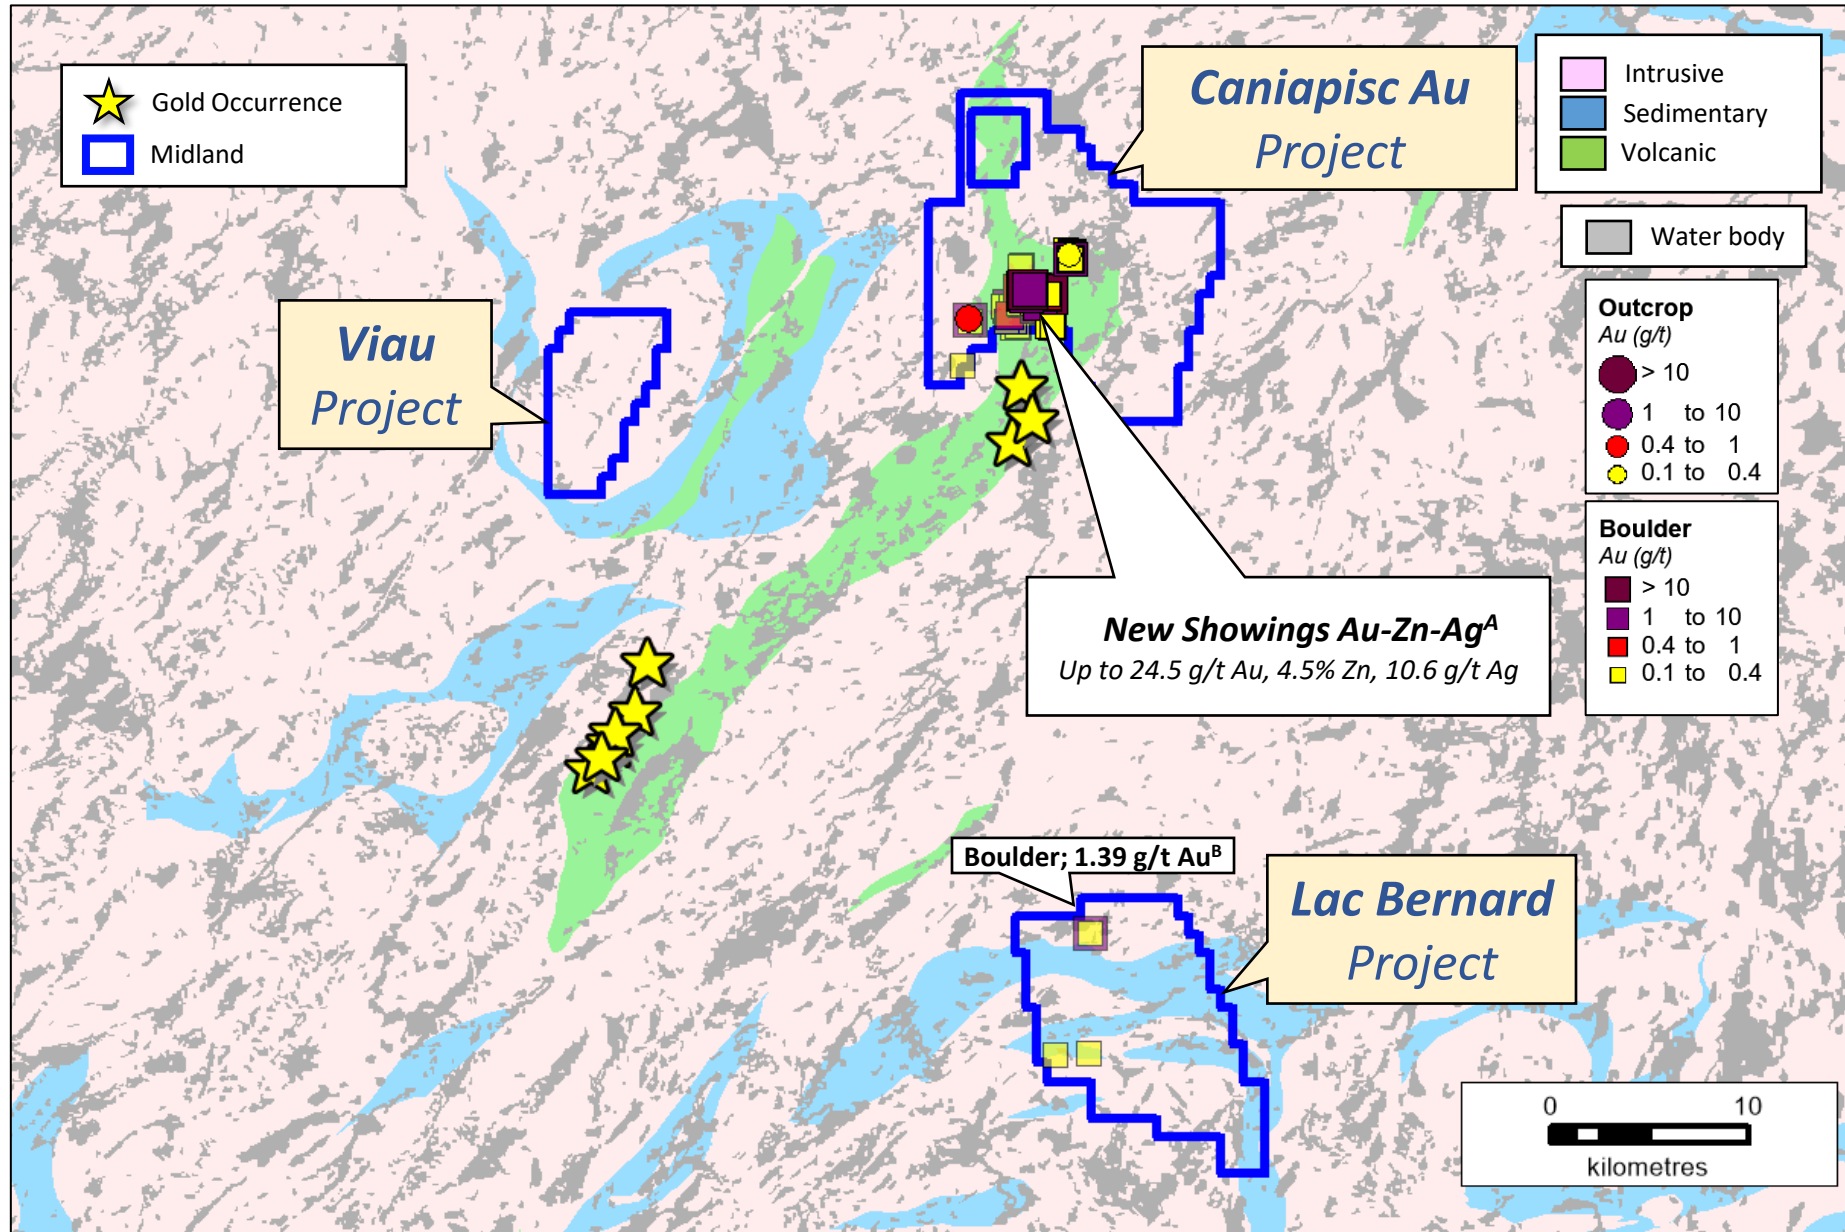 Gold Occurrence
Midland
Caniapisc Au
Project
Intrusive
Sedimentary
Volcanic
Water body
Viau
Project
Outcrop
Au (g/t)
> 10
1 to 10
0.4 to 1
0.1 to 0.4
Boulder
Au (g/t)
> 10
1 to 10
0.4 to 1
0.1 to 0.4
New Showings Au-Zn-Ag^A
Up to 24.5 g/t Au, 4.5% Zn, 10.6 g/t Ag
Boulder; 1.39 g/t Au^B
Lac Bernard
Project
0 10
kilometres